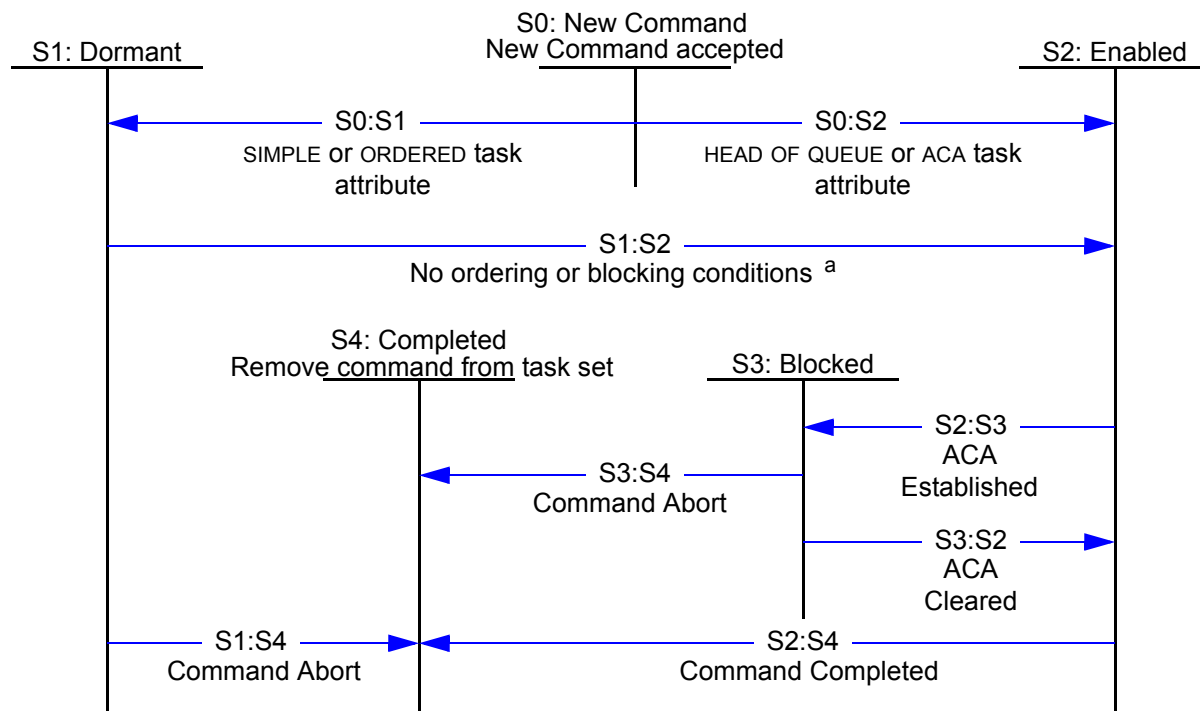 S0: New Command
New Command accepted
S1: Dormant
S2: Enabled
S0:S1
SIMPLE or ORDERED task
attribute
S0:S2
HEAD OF QUEUE or ACA task
attribute
S1:S2
No ordering or blocking conditions a
S4: Completed
Remove command from task set
S3: Blocked
S2:S3
ACA
Established
S3:S4
Command Abort
S3:S2
ACA
Cleared
S1:S4
Command Abort
S2:S4
Command Completed